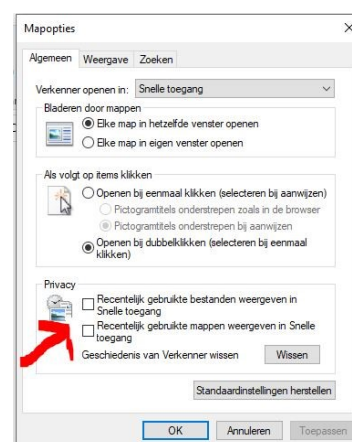 Mapopties
Algemeen Weergave Zoeken
Verkenner openen in: Snelle toegang
Bladeren door mappen
Elke map in hetzelfde venster openen
Elke map in eigen venster openen
Als volgt op items klikken
Openen bij eenmaal klikken (selecteren bij aanwijzen)
Pictogramtitels onderstrepen zoals in de browser
Pictogramtitels onderstrepen bij aanwijzen
Openen bij dubbelklikken (selecteren bij eenmaal
klikken)
Privacy
Recentelijk gebruikte bestanden weergeven in
Snelle toegang
Recentelijk gebruikte mappen weergeven in Snelle
toegang
Geschiedenis van Verkenner wissen Wissen
Standaardinstellingen herstellen
OK Annuleren Toepassen